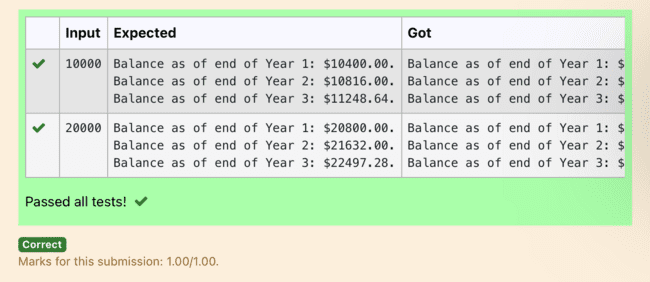 Input Expected Got
10000 Balance as of end of Year 1: $10400.00. Balance as of end of Year 1: $
Balance as of end of Year 2: $10816.00. Balance as of end of Year 2: $
Balance as of end of Year 3: $11248.64. Balance as of end of Year 3: $
20000 Balance as of end of Year 1: $20800.00. Balance as of end of Year 1: $
Balance as of end of Year 2: $21632.00. Balance as of end of Year 2: $
Balance as of end of Year 3: $22497.28. Balance as of end of Year 3: $
Passed all tests!
Correct
Marks for this submission: 1.00/1.00.